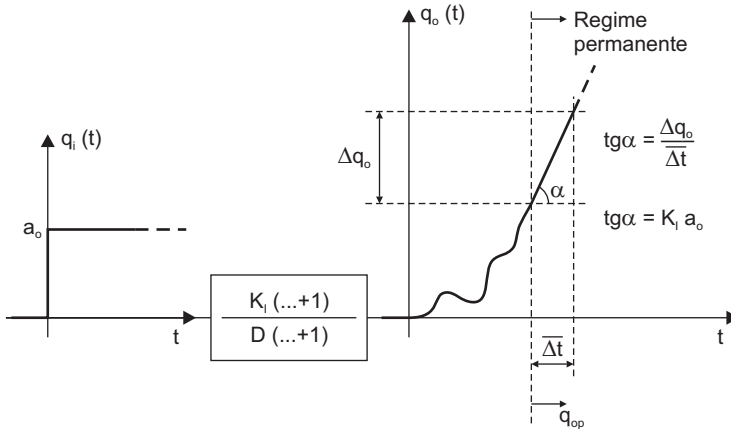 q_o (t)
Regime
permanente
q_i (t)
Δq_o
tgα = Δq_o / Δt̅
α
a_o
tgα = K_I a_o
K_I (...+1)
D (...+1)
t
t
Δt̅
q_op